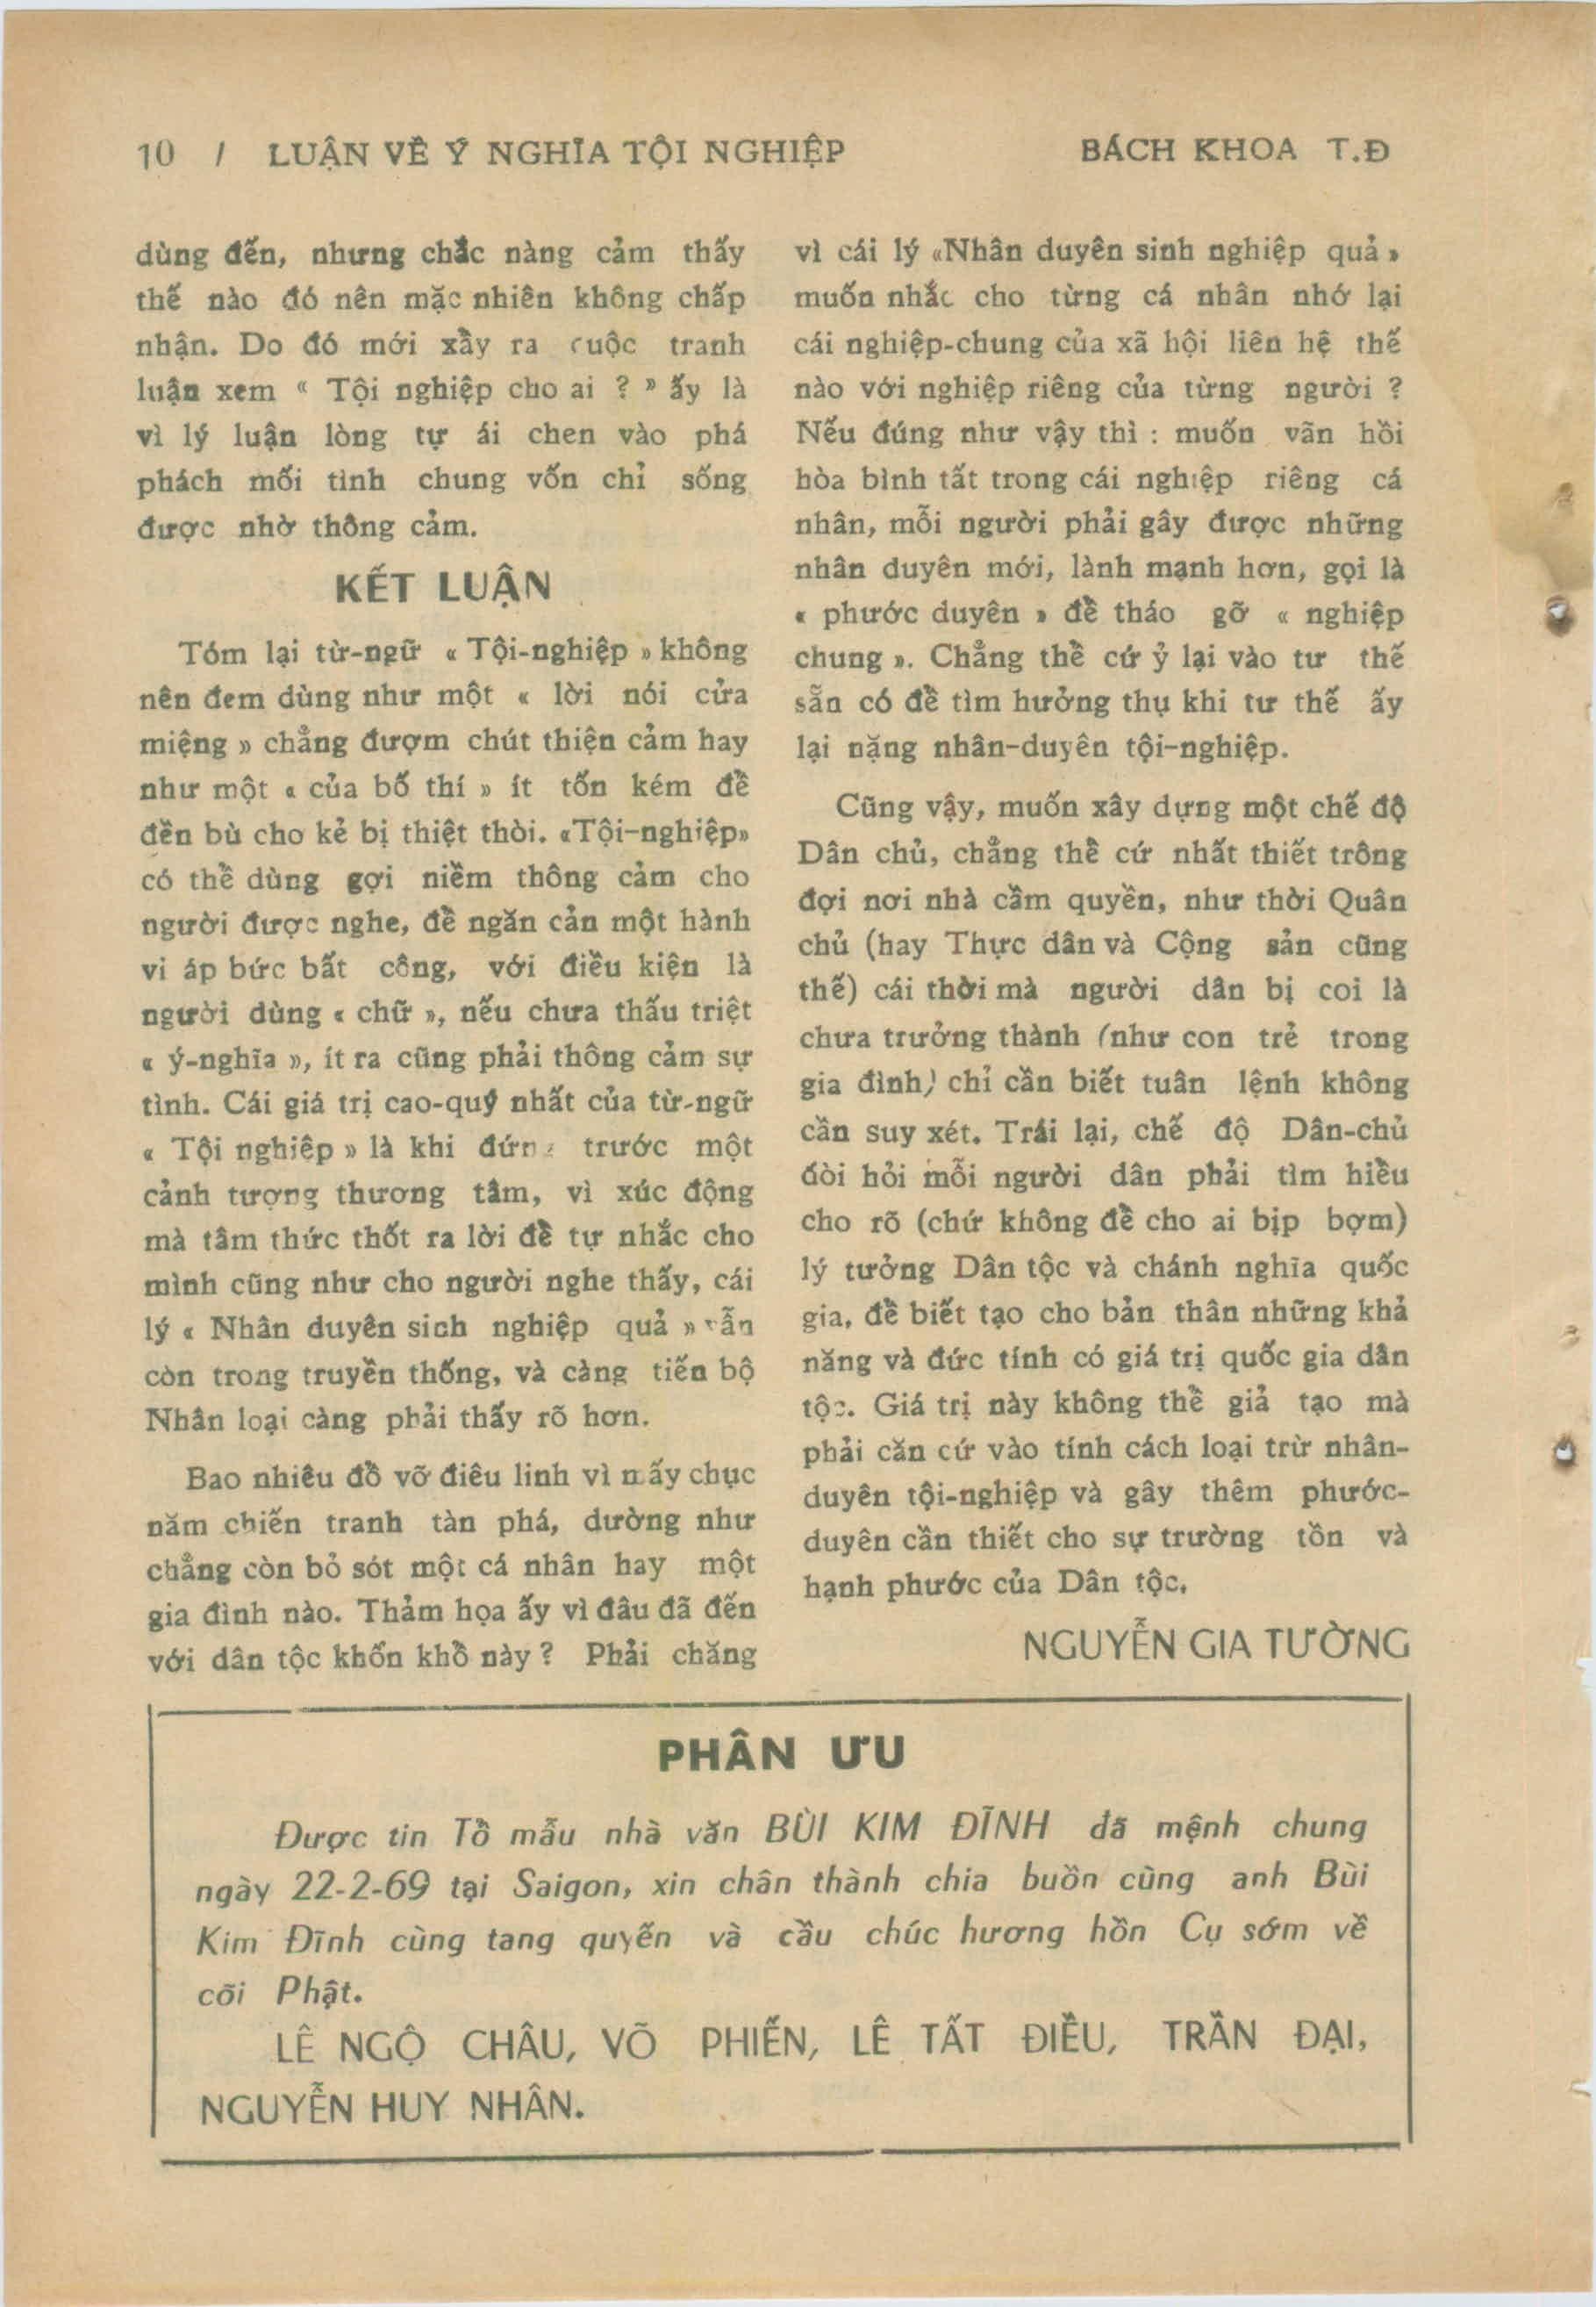 10 / LUẬN VỀ Ý NGHĨA TỘI NGHIỆP
BÁCH KHOA T.Đ
dùng đến, nhưng chắc nàng cảm thấy
thế nào đó nên mặc nhiên không chấp
nhận. Do đó mới xẩy ra cuộc tranh
luận xem « Tội nghiệp cho ai ? » ấy là
vì lý luận lòng tự ái chen vào phá
phách mối tình chung vốn chỉ sống
được nhờ thông cảm.
KẾT LUẬN
Tóm lại từ-ngữ « Tội-nghiệp » không
nên đem dùng như một « lời nói cửa
miệng » chẳng đượm chút thiện cảm hay
như một « của bố thí » ít tốn kém để
đền bù cho kẻ bị thiệt thòi. «Tội-nghiệp»
có thể dùng gợi niềm thông cảm cho
người được nghe, để ngăn cản một hành
vi áp bức bất công, với điều kiện là
người dùng « chữ », nếu chưa thấu triệt
« ý-nghĩa », ít ra cũng phải thông cảm sự
tình. Cái giá trị cao-quý nhất của từ-ngữ
« Tội nghiệp » là khi đứng trước một
cảnh tượng thương tâm, vì xúc động
mà tâm thức thốt ra lời để tự nhắc cho
mình cũng như cho người nghe thấy, cái
lý « Nhân duyên sinh nghiệp quả » vẫn
còn trong truyền thống, và càng tiến bộ
Nhân loại càng phải thấy rõ hơn.
Bao nhiêu đồ vỡ điêu linh vì mấy chục
năm chiến tranh tàn phá, dường như
chẳng còn bỏ sót một cá nhân hay một
gia đình nào. Thảm họa ấy vì đâu đã đến
với dân tộc khốn khổ này ? Phải chăng
vì cái lý «Nhân duyên sinh nghiệp quả »
muốn nhắc cho từng cá nhân nhớ lại
cái nghiệp-chung của xã hội liên hệ thế
nào với nghiệp riêng của từng người ?
Nếu đúng như vậy thì : muốn vãn hồi
hòa bình tất trong cái nghiệp riêng cá
nhân, mỗi người phải gây được những
nhân duyên mới, lành mạnh hơn, gọi là
« phước duyên » để tháo gỡ « nghiệp
chung ». Chẳng thể cứ ỷ lại vào tư thế
sẵn có để tìm hưởng thụ khi tư thế ấy
lại nặng nhân-duyên tội-nghiệp.
Cũng vậy, muốn xây dựng một chế độ
Dân chủ, chẳng thể cứ nhất thiết trông
đợi nơi nhà cầm quyền, như thời Quân
chủ (hay Thực dân và Cộng sản cũng
thế) cái thời mà người dân bị coi là
chưa trưởng thành (như con trẻ trong
gia đình) chỉ cần biết tuân lệnh không
cần suy xét. Trái lại, chế độ Dân-chủ
đòi hỏi mỗi người dân phải tìm hiểu
cho rõ (chứ không để cho ai bịp bợm)
lý tưởng Dân tộc và chánh nghĩa quốc
gia, để biết tạo cho bản thân những khả
năng và đức tính có giá trị quốc gia dân
tộc. Giá trị này không thể giả tạo mà
phải căn cứ vào tính cách loại trừ nhân-
duyên tội-nghiệp và gây thêm phước-
duyên cần thiết cho sự trường tồn và
hạnh phước của Dân tộc.
NGUYỄN GIA TƯỜNG
PHÂN ƯU
Được tin Tổ mẫu nhà văn BÙI KIM ĐĨNH đã mệnh chung
ngày 22-2-69 tại Saigon, xin chân thành chia buồn cùng anh Bùi
Kim Đĩnh cùng tang quyến và cầu chúc hương hồn Cụ sớm về
cõi Phật.
LÊ NGỘ CHÂU, VÕ PHIẾN, LÊ TẤT ĐIỀU, TRẦN ĐẠI,
NGUYỄN HUY NHÂN.